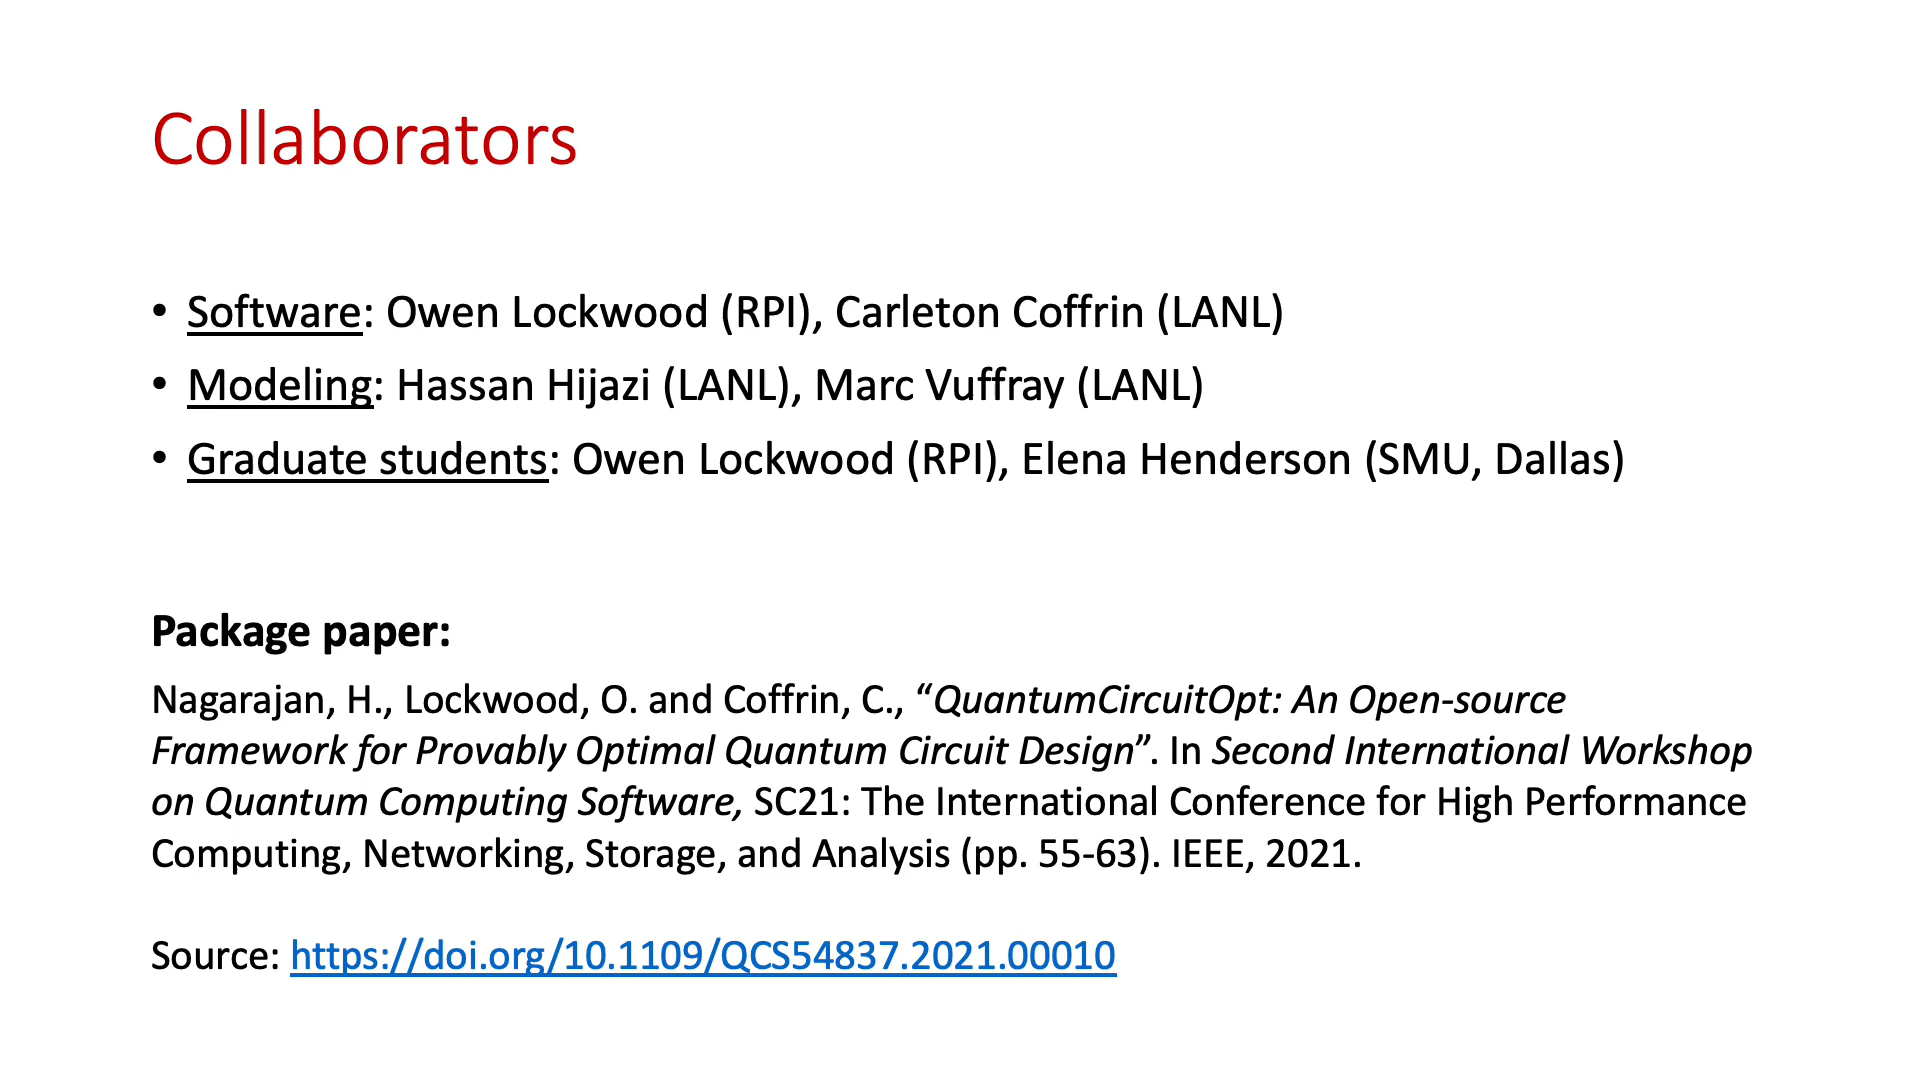 Collaborators
• Software: Owen Lockwood (RPI), Carleton Coffrin (LANL)
• Modeling: Hassan Hijazi (LANL), Marc Vuffray (LANL)
• Graduate students: Owen Lockwood (RPI), Elena Henderson (SMU, Dallas)
Package paper:
Nagarajan, H., Lockwood, O. and Coffrin, C., “QuantumCircuitOpt: An Open-source
Framework for Provably Optimal Quantum Circuit Design”. In Second International Workshop
on Quantum Computing Software, SC21: The International Conference for High Performance
Computing, Networking, Storage, and Analysis (pp. 55-63). IEEE, 2021.
Source: https://doi.org/10.1109/QCS54837.2021.00010